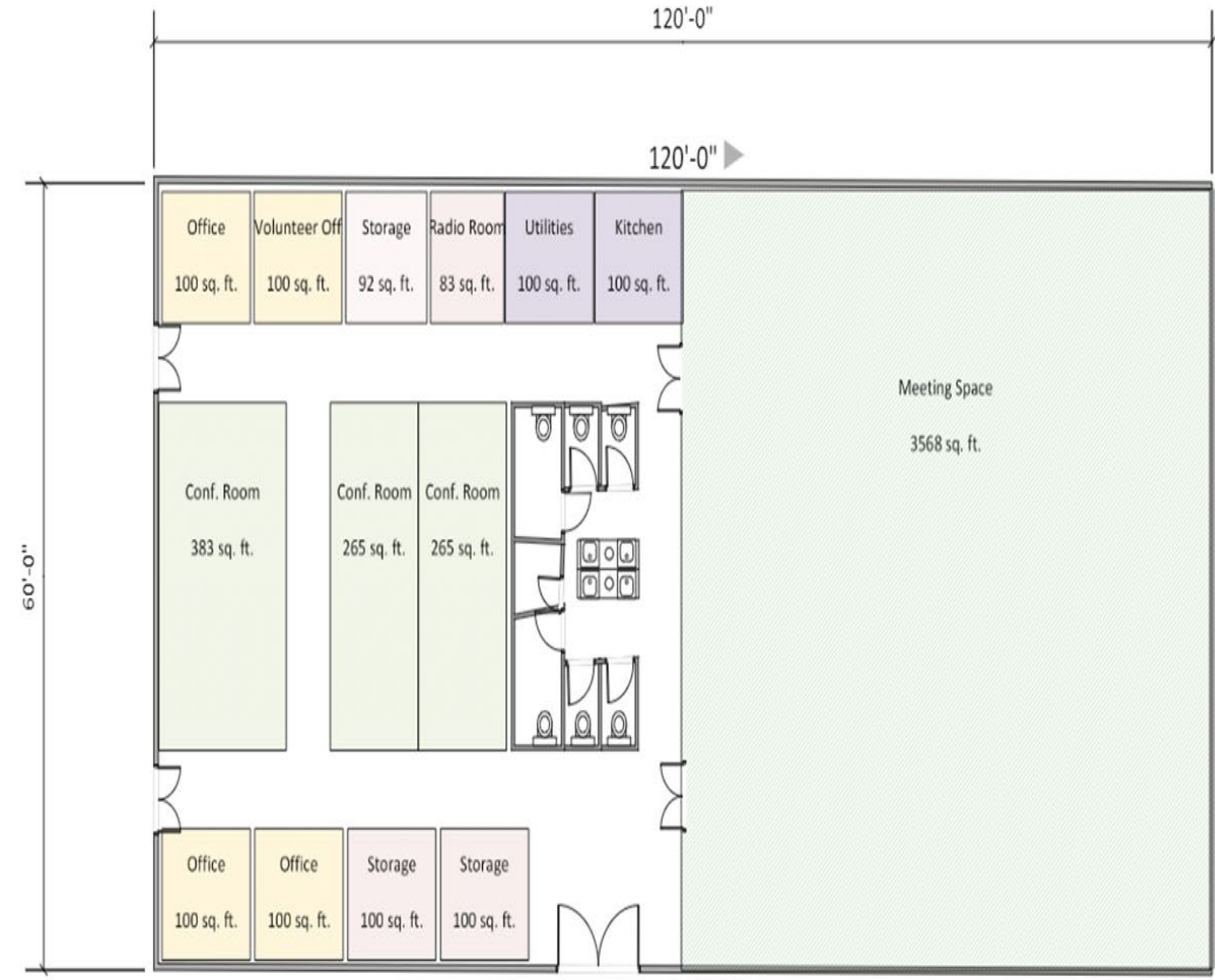 120'-0"
120'-0"
Office
100 sq. ft.
Volunteer Off
100 sq. ft.
Storage
92 sq. ft.
Radio Room
83 sq. ft.
Utilities
100 sq. ft.
Kitchen
100 sq. ft.
Meeting Space
3568 sq. ft.
Conf. Room
383 sq. ft.
Conf. Room
265 sq. ft.
Conf. Room
265 sq. ft.
60'-0"
Office
100 sq. ft.
Office
100 sq. ft.
Storage
100 sq. ft.
Storage
100 sq. ft.